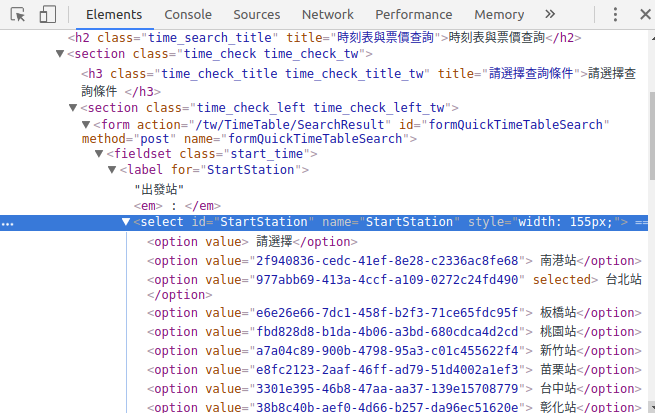 Elements Console Sources Network Performance Memory »
<h2 class="time_search_title" title="時刻表與票價查詢">時刻表與票價查詢</h2>
▼<section class="time_check time_check_tw">
<h3 class="time_check_title time_check_title_tw" title="請選擇查詢條件">請選擇查
詢條件 </h3>
▼<section class="time_check_left time_check_left_tw">
▼<form action="/tw/TimeTable/SearchResult" id="formQuickTimeTableSearch"
method="post" name="formQuickTimeTableSearch">
▼<fieldset class="start_time">
▼<label for="StartStation">
"出發站"
<em> : </em>
… ▼<select id="StartStation" name="StartStation" style="width: 155px;"> ==
<option value> 請選擇</option>
<option value="2f940836-cedc-41ef-8e28-c2336ac8fe68"> 南港站</option>
<option value="977abb69-413a-4ccf-a109-0272c24fd490" selected> 台北站
</option>
<option value="e6e26e66-7dc1-458f-b2f3-71ce65fdc95f"> 板橋站</option>
<option value="fbd828d8-b1da-4b06-a3bd-680cdca4d2cd"> 桃園站</option>
<option value="a7a04c89-900b-4798-95a3-c01c455622f4"> 新竹站</option>
<option value="e8fc2123-2aaf-46ff-ad79-51d4002a1ef3"> 苗栗站</option>
<option value="3301e395-46b8-47aa-aa37-139e15708779"> 台中站</option>
<option value="38b8c40b-aef0-4d66-b257-da96ec51620e"> 彰化站</option>